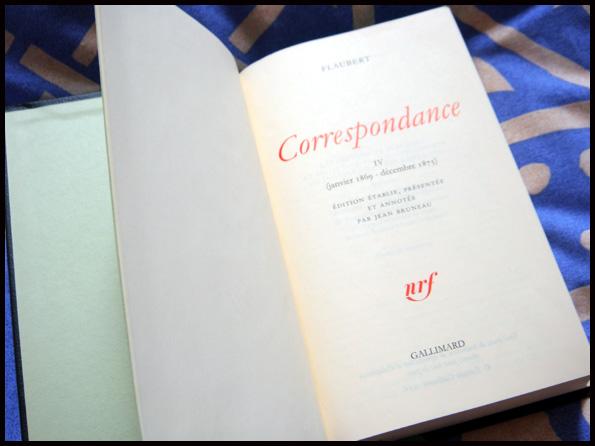 FLAUBERT
Correspondance
IV
(janvier 1869 - décembre 1875)
ÉDITION ÉTABLIE, PRÉSENTÉE
ET ANNOTÉE
PAR JEAN BRUNEAU
nrf
GALLIMARD